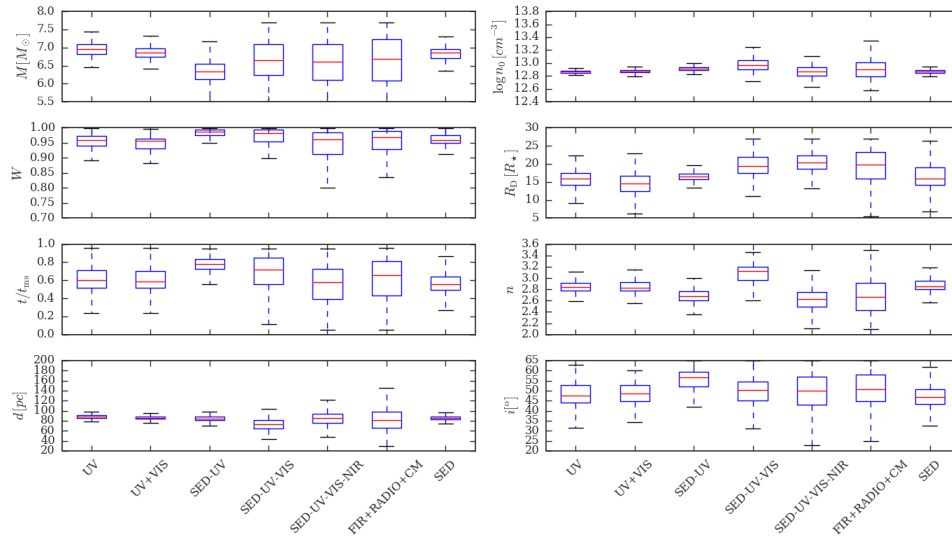 M[M⊙]
8.0
7.5
7.0
6.5
6.0
5.5
log n₀ [cm⁻³]
13.8
13.6
13.4
13.2
13.0
12.8
12.6
12.4
W
1.00
0.95
0.90
0.85
0.80
0.75
0.70
R_D [R⋆]
30
25
20
15
10
5
t/t_ms
1.0
0.8
0.6
0.4
0.2
0.0
n
3.6
3.4
3.2
3.0
2.8
2.6
2.4
2.2
2.0
d [pc]
200
180
160
140
120
100
80
60
40
20
i[°]
65
60
55
50
45
40
35
30
25
20
UV
UV+VIS
SED-UV
SED-UV-VIS
SED-UV-VIS-NIR
FIR+RADIO+CM
SED
UV
UV+VIS
SED-UV
SED-UV-VIS
SED-UV-VIS-NIR
FIR+RADIO+CM
SED